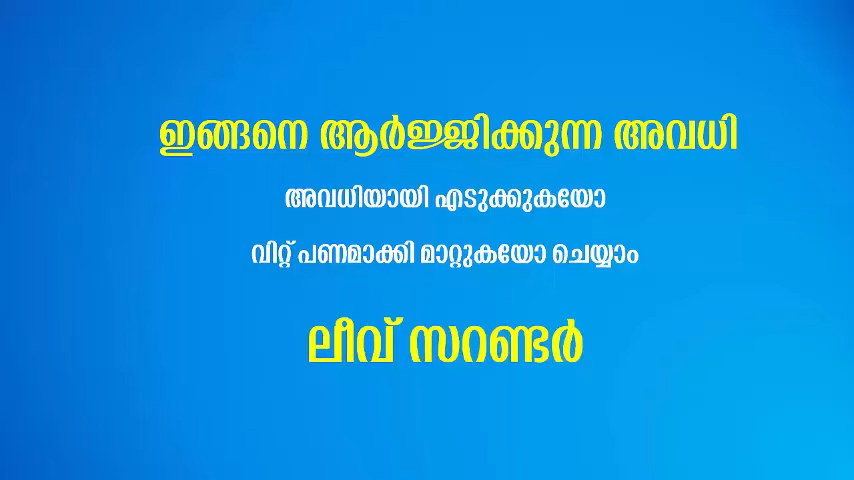 ഇങ്ങനെ ആർജ്ജിക്കുന്ന അവധി
അവധിയായി എടുക്കുകയോ
വിറ്റ് പണമാക്കി മാറ്റുകയോ ചെയ്യാം
ലീവ് സറണ്ടർ